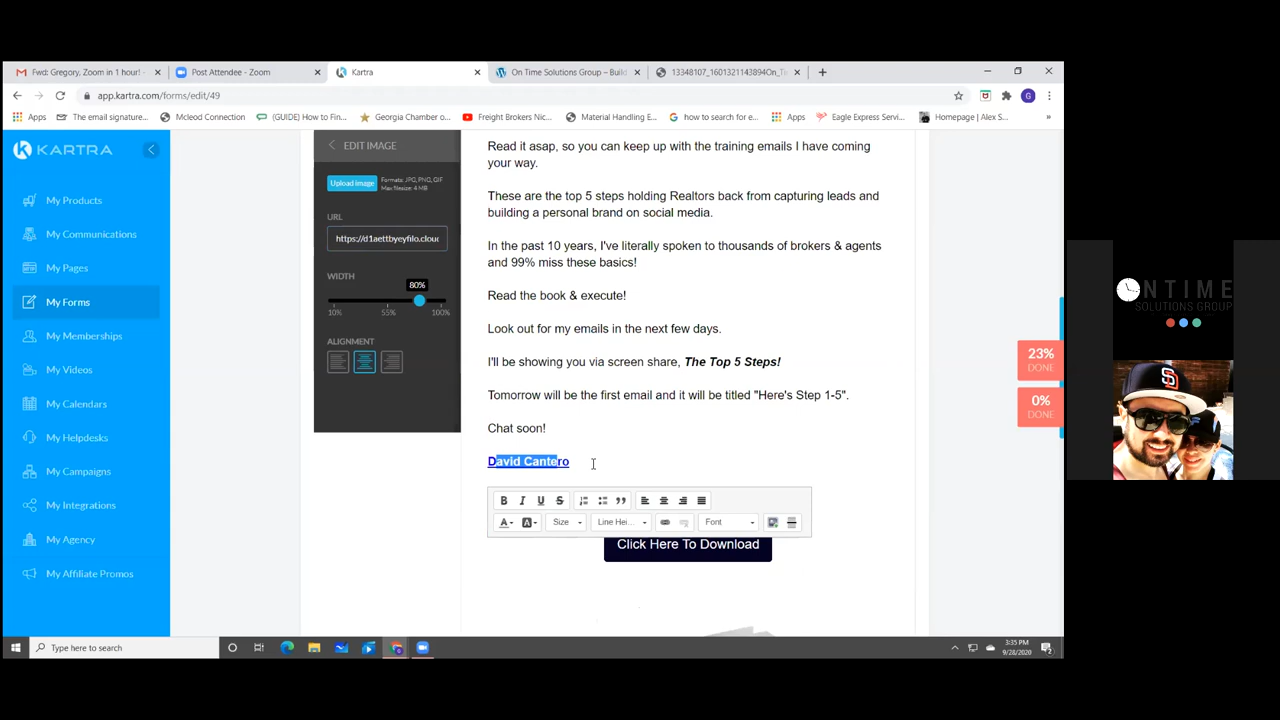 Fwd: Gregory, Zoom in 1 hour! -
Post Attendee - Zoom
Kartra
On Time Solutions Group – Build
13348107_1601321143894On_Ti
app.kartra.com/forms/edit/49
G
Apps
The email signature...
Mcleod Connection
(GUIDE) How to Fin...
Georgia Chamber o...
Freight Brokers Nic...
Material Handling E...
how to search for e...
Apps
Eagle Express Servi...
Homepage | Alex S...
KARTRA
My Products
My Communications
My Pages
My Forms
My Memberships
My Videos
My Calendars
My Helpdesks
My Campaigns
My Integrations
My Agency
My Affiliate Promos
EDIT IMAGE
Upload image
Formats: JPG, PNG, GIF
Max filesize: 4 MB
URL
https://d1aettbyeyfilo.clouc
WIDTH
80%
10% 55% 100%
ALIGNMENT
Read it asap, so you can keep up with the training emails I have coming
your way.
These are the top 5 steps holding Realtors back from capturing leads and
building a personal brand on social media.
In the past 10 years, I've literally spoken to thousands of brokers & agents
and 99% miss these basics!
Read the book & execute!
Look out for my emails in the next few days.
I'll be showing you via screen share, The Top 5 Steps!
Tomorrow will be the first email and it will be titled "Here's Step 1-5".
Chat soon!
David Cantero
B I U S
A A Size Line Hei... Font
Click Here To Download
23%
DONE
0%
DONE
ONTIME
SOLUTIONS GROUP
Type here to search
3:35 PM
9/28/2020